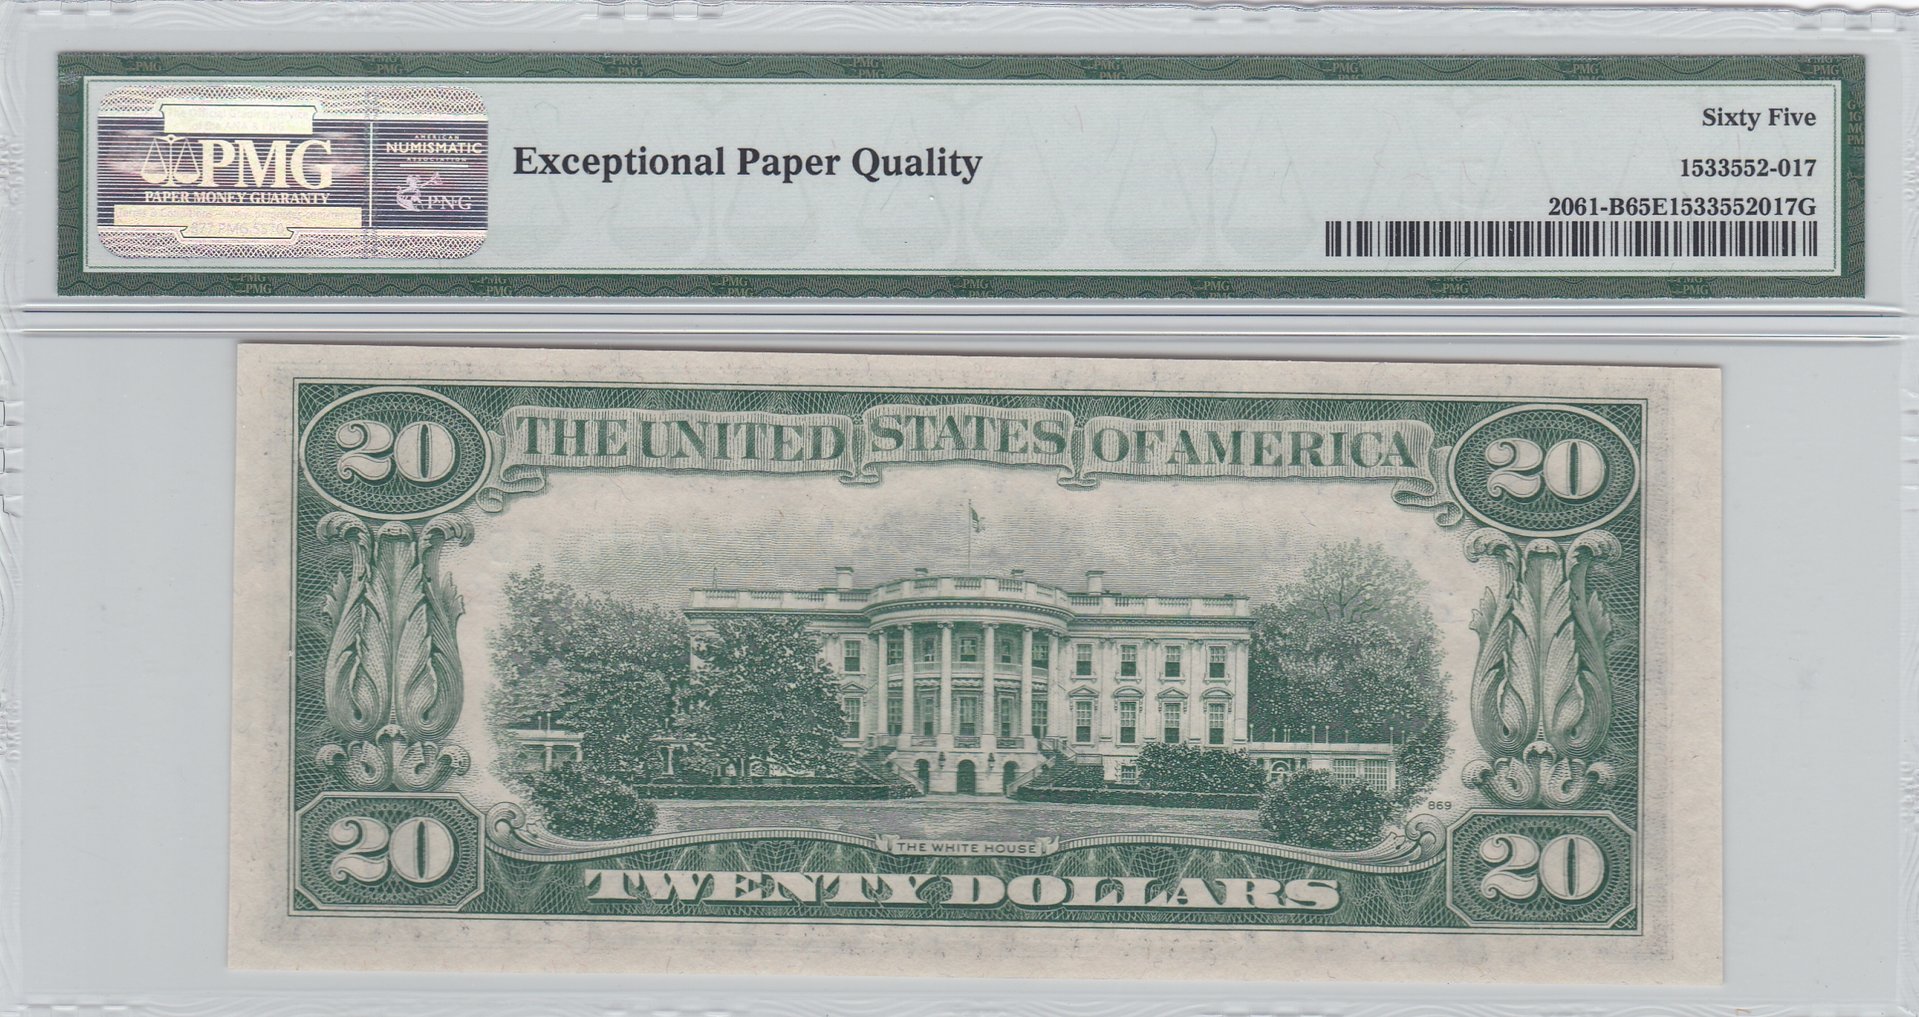 PMG
PAPER MONEY GUARANTY
AMERICAN
NUMISMATIC
ASSOCIATION
PNG
Exceptional Paper Quality
Sixty Five
1533552-017
2061-B65E1533552017G
20
THE UNITED STATES OF AMERICA
20
869
20
THE WHITE HOUSE
20
TWENTY DOLLARS